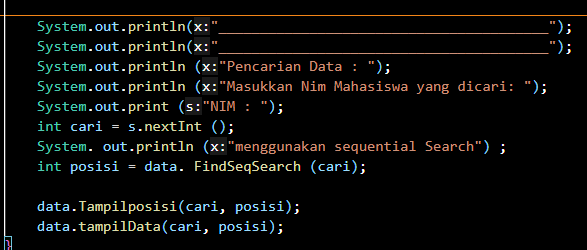 System.out.println(x:"_________________________________________");
System.out.println(x:"_________________________________________");
System.out.println (x:"Pencarian Data : ");
System.out.println (x:"Masukkan Nim Mahasiswa yang dicari: ");
System.out.print (s:"NIM : ");
int cari = s.nextInt ();
System. out.println (x:"menggunakan sequential Search") ;
int posisi = data. FindSeqSearch (cari);
data.Tampilposisi(cari, posisi);
data.tampilData(cari, posisi);
}